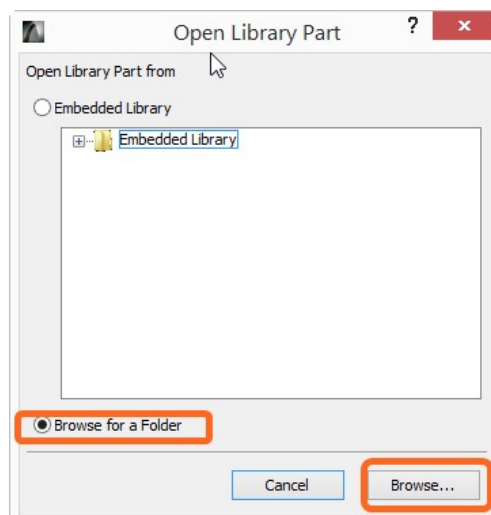 Open Library Part
?
x
Open Library Part from
Embedded Library
Embedded Library
Browse for a Folder
Cancel
Browse...